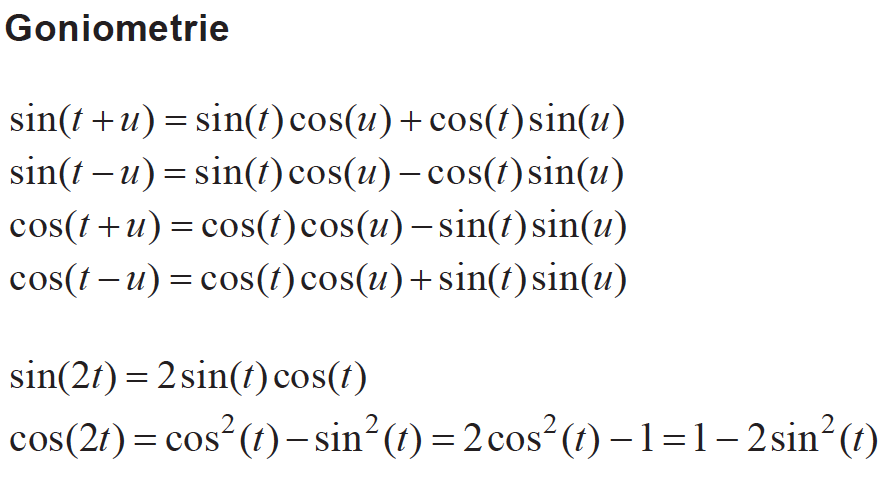 Goniometrie
sin(t + u) = sin(t) cos(u) + cos(t) sin(u)
sin(t − u) = sin(t) cos(u) − cos(t) sin(u)
cos(t + u) = cos(t) cos(u) − sin(t) sin(u)
cos(t − u) = cos(t) cos(u) + sin(t) sin(u)
sin(2t) = 2 sin(t) cos(t)
cos(2t) = cos²(t) − sin²(t) = 2 cos²(t) − 1 = 1 − 2 sin²(t)